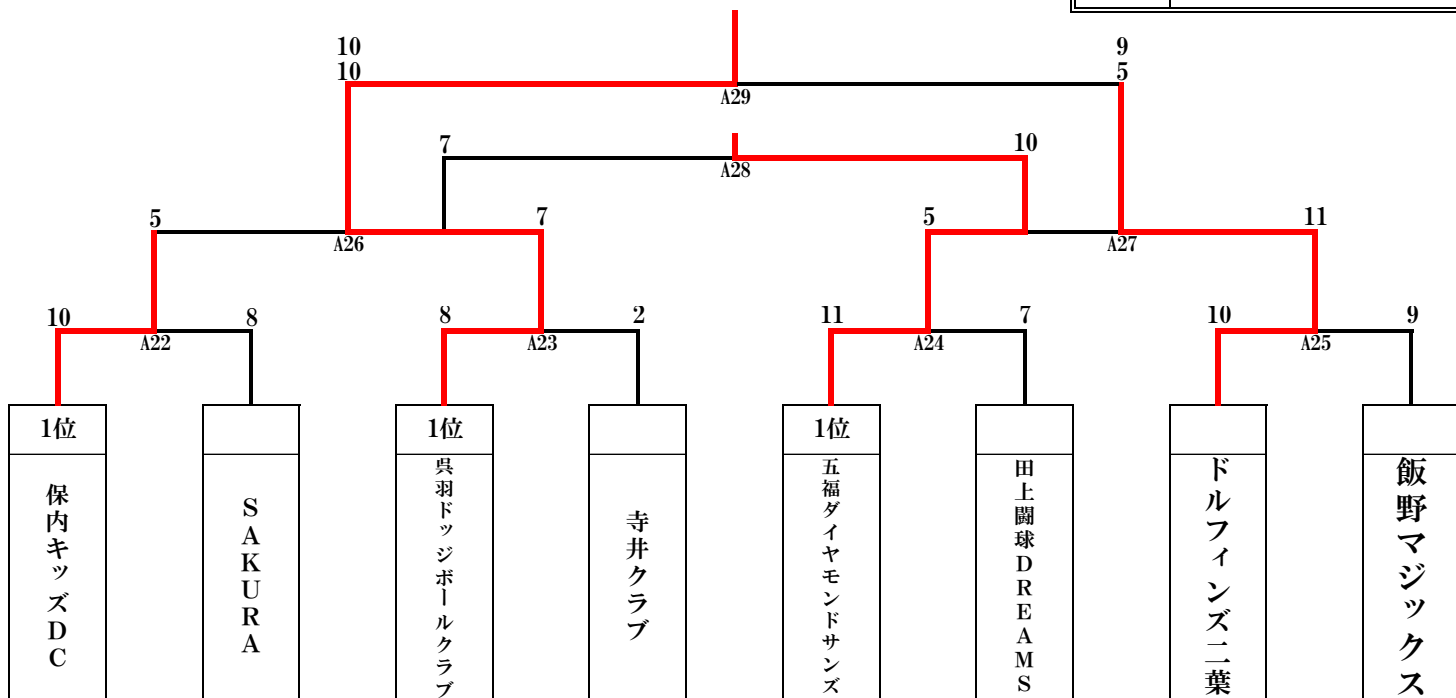 10
9
10
5
A29
7
10
A28
5
7
5
11
A26
A27
10
8
8
2
11
7
10
9
A22
A23
A24
A25
1位
1位
1位
保内キッズDC
SAKURA
呉羽ドッジボールクラブ
寺井クラブ
五福ダイヤモンドサンズ
田上闘球DREAMS
ドルフィンズ二葉
飯野マジックス